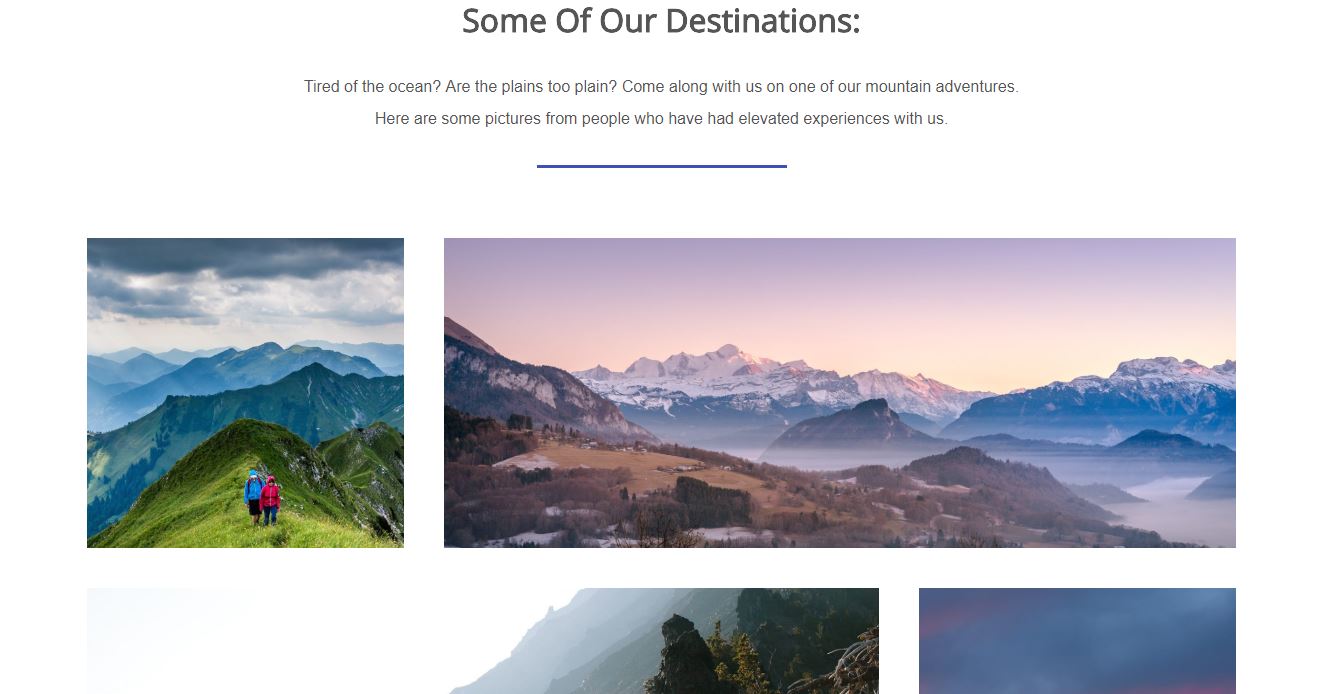 Some Of Our Destinations:
Tired of the ocean? Are the plains too plain? Come along with us on one of our mountain adventures.
Here are some pictures from people who have had elevated experiences with us.